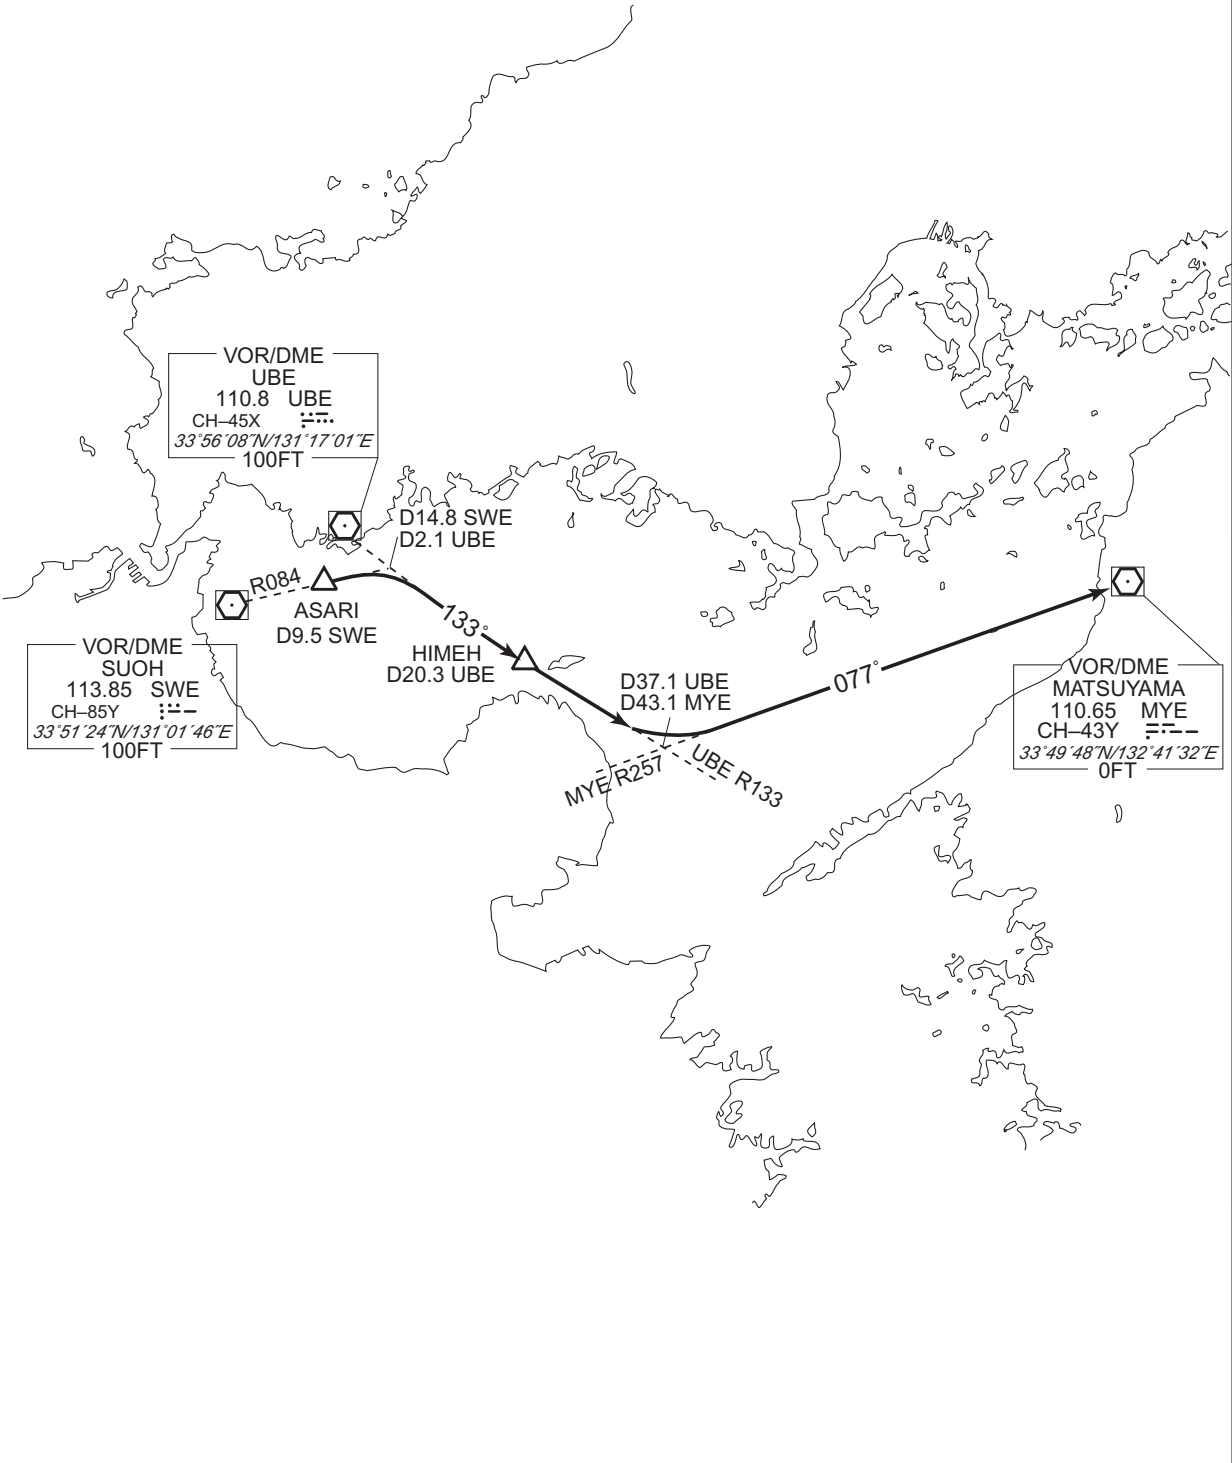 VOR/DME
UBE
110.8 UBE
CH–45X
33°56′08″N/131°17′01″E
100FT
D14.8 SWE
D2.1 UBE
R084
ASARI
D9.5 SWE
133°
HIMEH
D20.3 UBE
VOR/DME
SUOH
113.85 SWE
CH–85Y
33°51′24″N/131°01′46″E
100FT
D37.1 UBE
D43.1 MYE
077°
MYE R257
UBE R133
VOR/DME
MATSUYAMA
110.65 MYE
CH–43Y
33°49′48″N/132°41′32″E
0FT